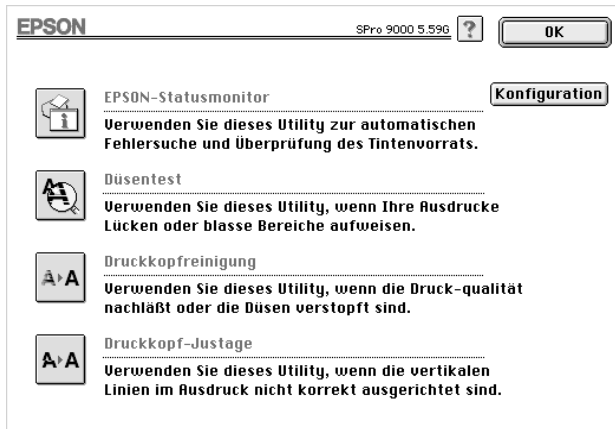 EPSON
SPro 9000 5.59G
?
OK
EPSON-Statusmonitor
Konfiguration
Verwenden Sie dieses Utility zur automatischen
Fehlersuche und Überprüfung des Tintenvorrats.
Düsentest
Verwenden Sie dieses Utility, wenn Ihre Ausdrucke
Lücken oder blasse Bereiche aufweisen.
Druckkopfreinigung
A A
Verwenden Sie dieses Utility, wenn die Druck-qualität
nachläßt oder die Düsen verstopft sind.
Druckkopf-Justage
A A
Verwenden Sie dieses Utility, wenn die vertikalen
Linien im Ausdruck nicht korrekt ausgerichtet sind.